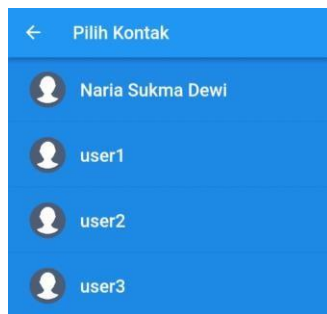 Pilih Kontak
Naria Sukma Dewi
user1
user2
user3